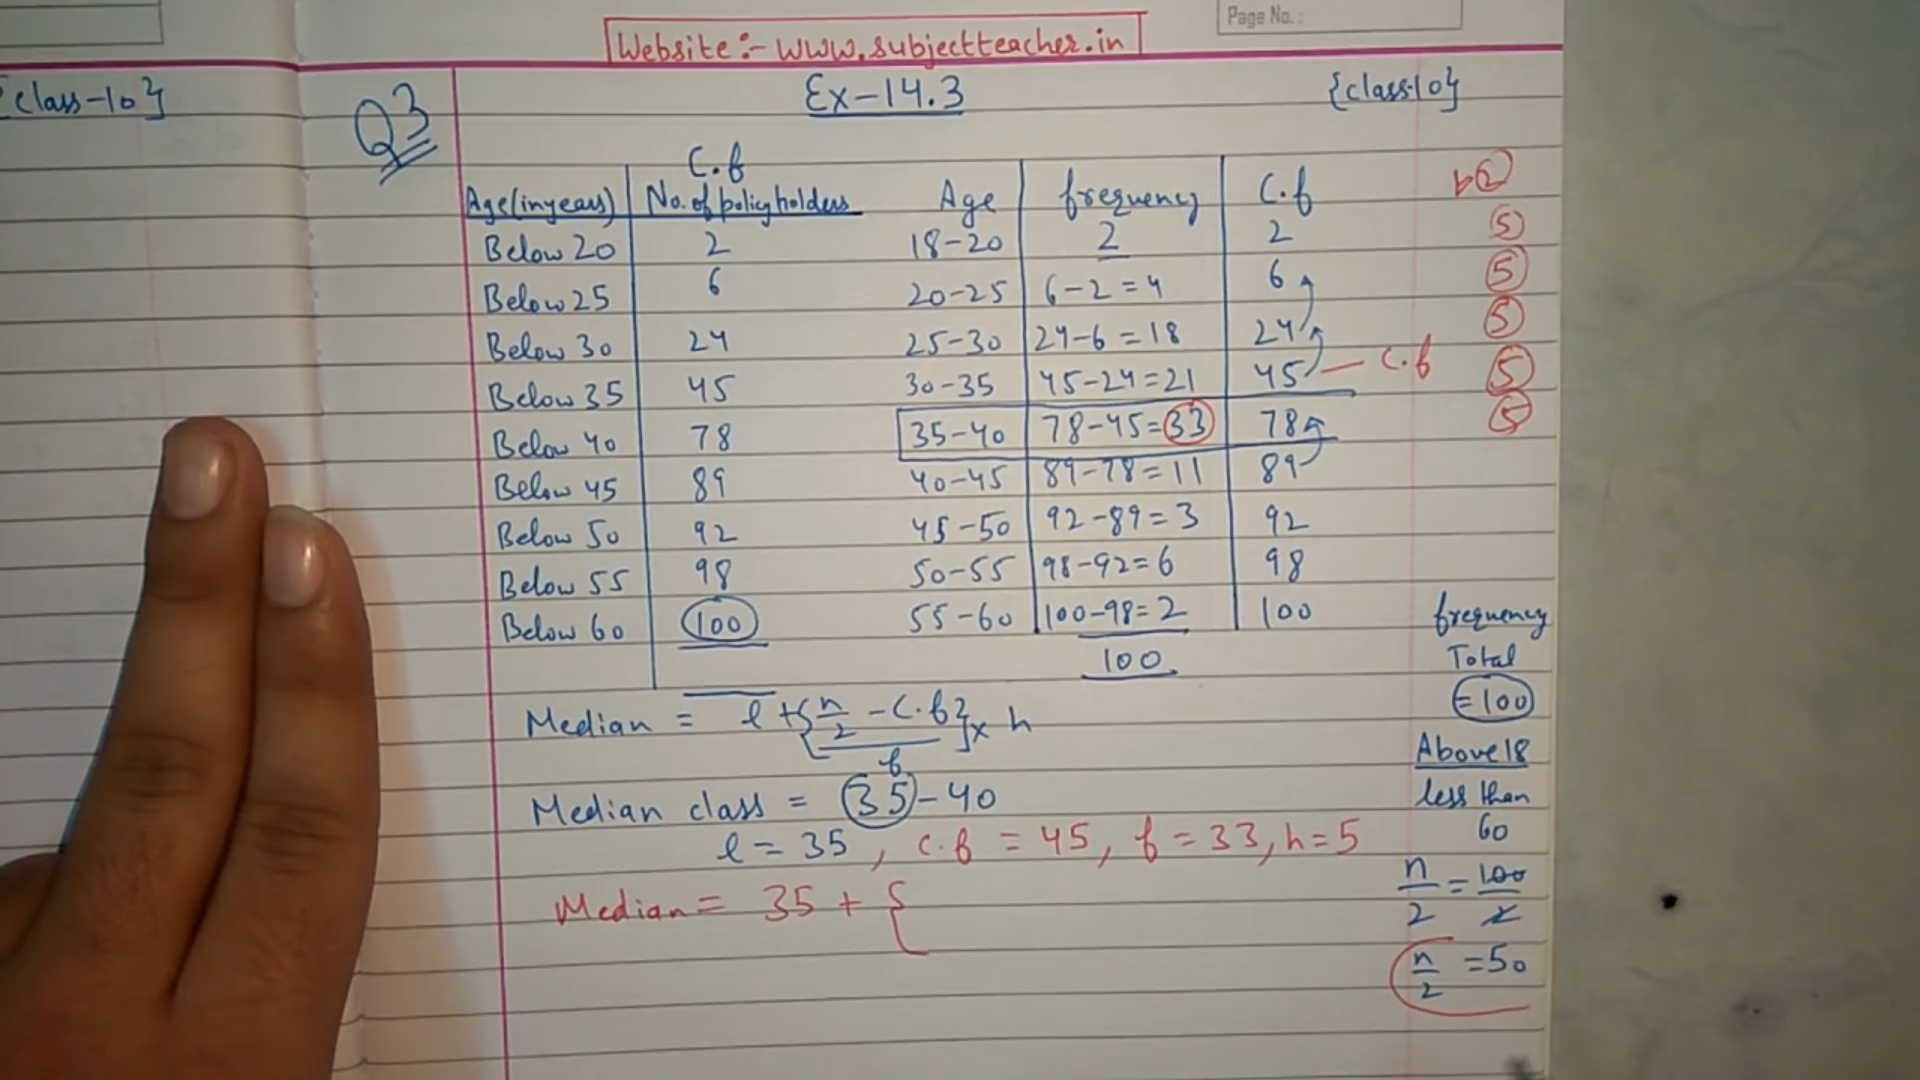 Page No. :
Website :- www.subjectteacher.in
{class-10}
Q3
Ex-14.3
{class-10}
C.f
Age(in years) No. of policy holders Age frequency C.f
Below 20 2 18-20 2 2
Below 25 6 20-25 6-2=4 6
Below 30 24 25-30 24-6=18 24
Below 35 45 30-35 45-24=21 45 - C.f
Below 40 78 35-40 78-45=33 78
Below 45 89 40-45 89-78=11 89
Below 50 92 45-50 92-89=3 92
Below 55 98 50-55 98-92=6 98
Below 60 100 55-60 100-98=2 100
100
2
5
5
5
5
5
frequency
Total
=100
Above 18
less than
60
n/2 = 100/2
n/2 = 50
Median = l + {n/2 - C.f}/f x h
Median class = 35-40
l = 35, C.f = 45, f = 33, h = 5
Median = 35 + {